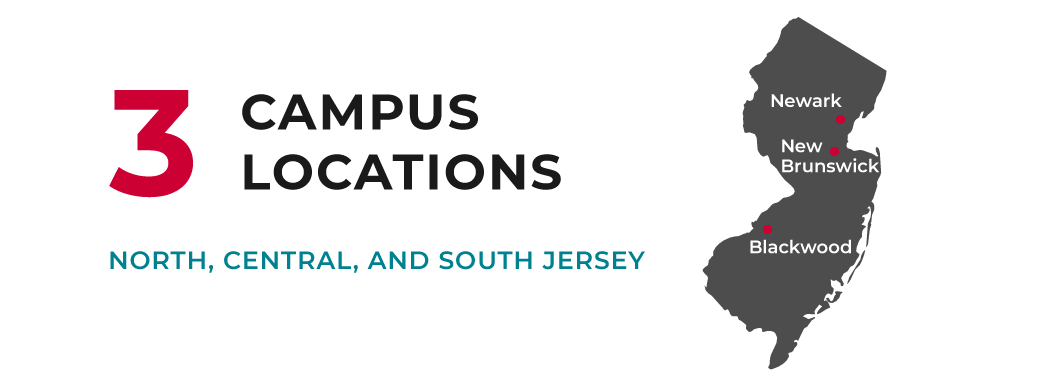 3
CAMPUS
LOCATIONS
NORTH, CENTRAL, AND SOUTH JERSEY
Newark
New
Brunswick
Blackwood